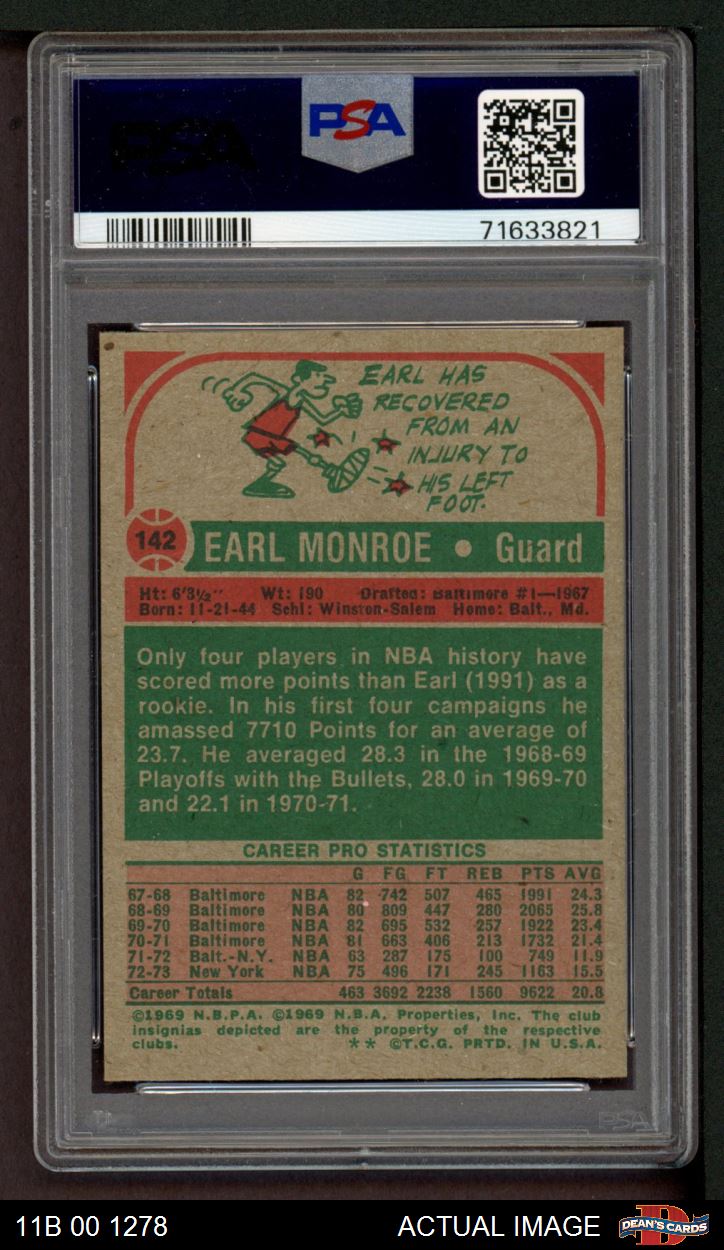 PSA
PSA
71633821
EARL HAS
RECOVERED
FROM AN
INJURY TO
HIS LEFT
FOOT.
142 EARL MONROE • Guard
Ht: 6'3½" Wt: 190 Drafted: Baltimore #1—1967
Born: 11-21-44 Schl: Winston-Salem Home: Balt., Md.
Only four players in NBA history have
scored more points than Earl (1991) as a
rookie. In his first four campaigns he
amassed 7710 Points for an average of
23.7. He averaged 28.3 in the 1968-69
Playoffs with the Bullets, 28.0 in 1969-70
and 22.1 in 1970-71.
CAREER PRO STATISTICS
G FG FT REB PTS AVG
67-68 Baltimore NBA 82 742 507 465 1991 24.3
68-69 Baltimore NBA 80 809 447 280 2065 25.8
69-70 Baltimore NBA 82 695 532 257 1922 23.4
70-71 Baltimore NBA 81 663 406 213 1732 21.4
71-72 Balt.-N.Y. NBA 63 287 175 100 749 11.9
72-73 New York NBA 75 496 171 245 1163 15.5
Career Totals 463 3692 2238 1560 9622 20.8
©1969 N.B.P.A. ©1969 N.B.A. Properties, Inc. The club
insignias depicted are the property of the respective
clubs. ** ©T.C.G. PRTD. IN U.S.A.
PSA
11B 00 1278 ACTUAL IMAGE DEAN'S CARDS